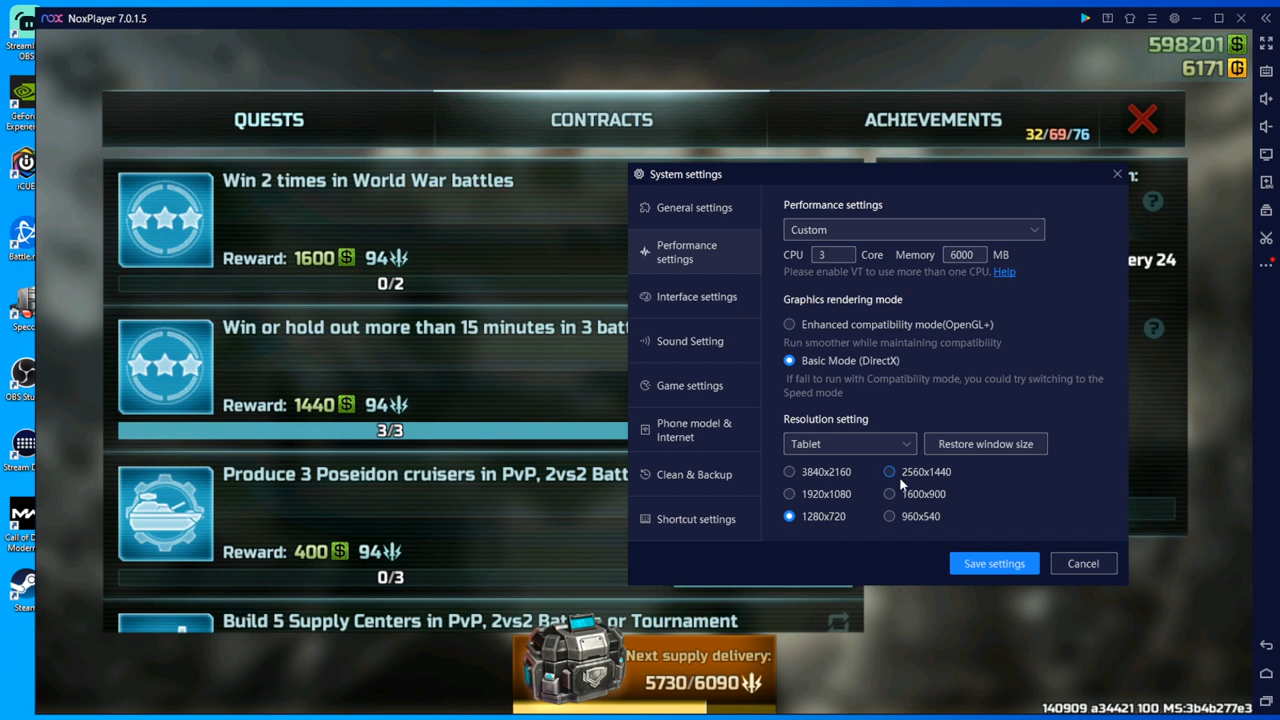 NoxPlayer 7.0.1.5
Streaml
OBS
GeFor
Experien
iCUE
Battle.n
Specc
OBS Stu
Stream D
Call of D
Modern
Steam
598201
6171
QUESTS
CONTRACTS
ACHIEVEMENTS
32/69/76
Win 2 times in World War battles
Reward: 1600 94
0/2
Win or hold out more than 15 minutes in 3 batt
Reward: 1440 94
3/3
Produce 3 Poseidon cruisers in PvP, 2vs2 Batt
Reward: 400 94
0/3
Build 5 Supply Centers in PvP, 2vs2 Bat or Tournament
Next supply delivery:
5730/6090
n:
ery 24
System settings
General settings
Performance
settings
Interface settings
Sound Setting
Game settings
Phone model &
Internet
Clean & Backup
Shortcut settings
Performance settings
Custom
CPU 3 Core Memory 6000 MB
Please enable VT to use more than one CPU. Help
Graphics rendering mode
Enhanced compatibility mode(OpenGL+)
Run smoother while maintaining compatibility
Basic Mode (DirectX)
If fail to run with Compatibility mode, you could try switching to the
Speed mode
Resolution setting
Tablet Restore window size
3840x2160 2560x1440
1920x1080 1600x900
1280x720 960x540
Save settings Cancel
140909 a34421 100 MS:3b4b277e3